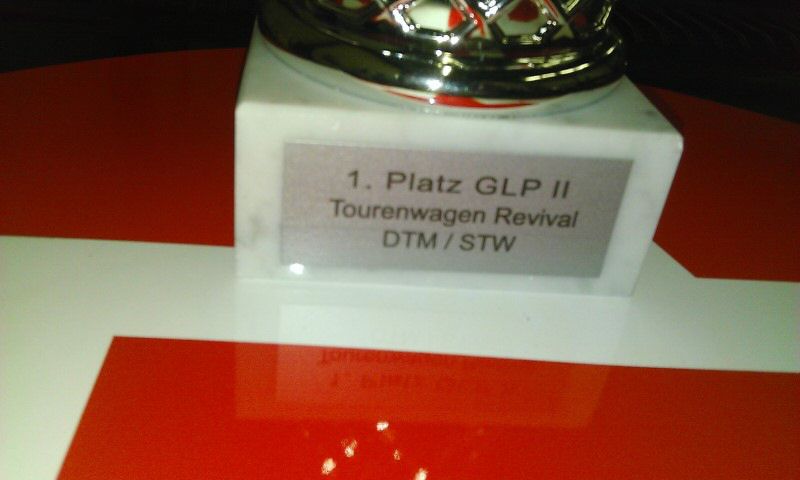 1. Platz GLP II
Tourenwagen Revival
DTM / STW